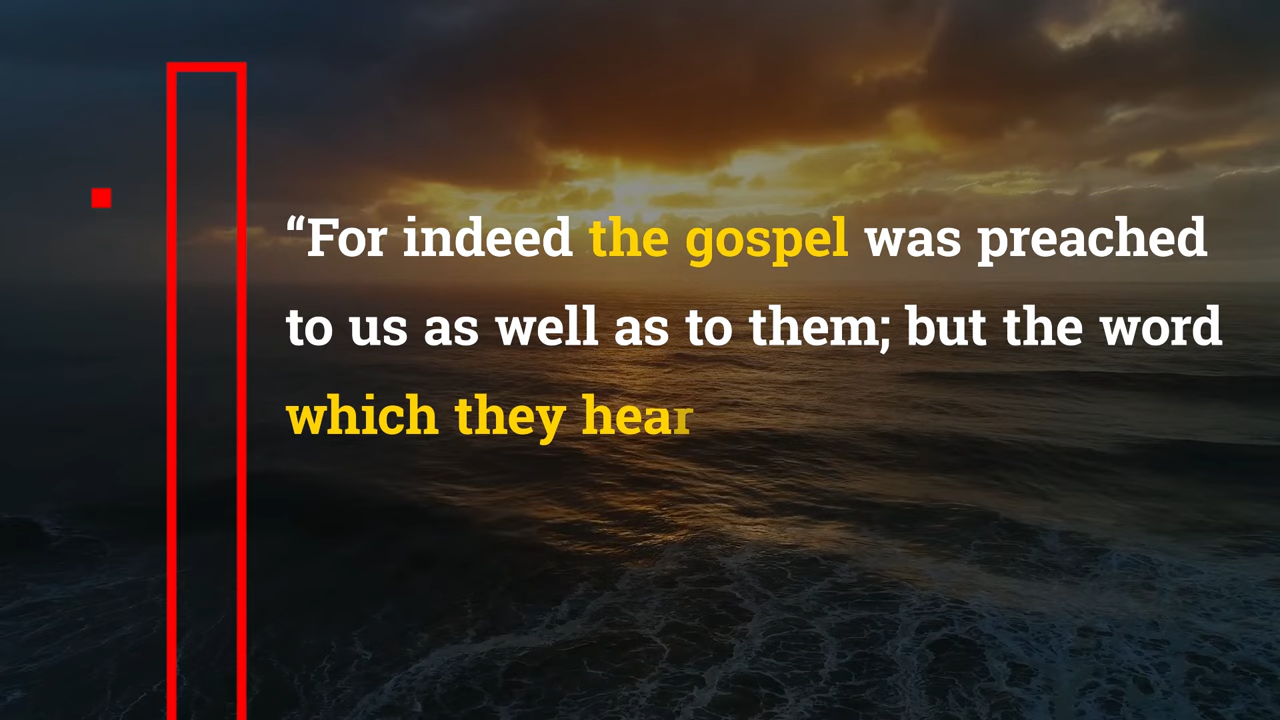 “For indeed the gospel was preached
to us as well as to them; but the word
which they hear